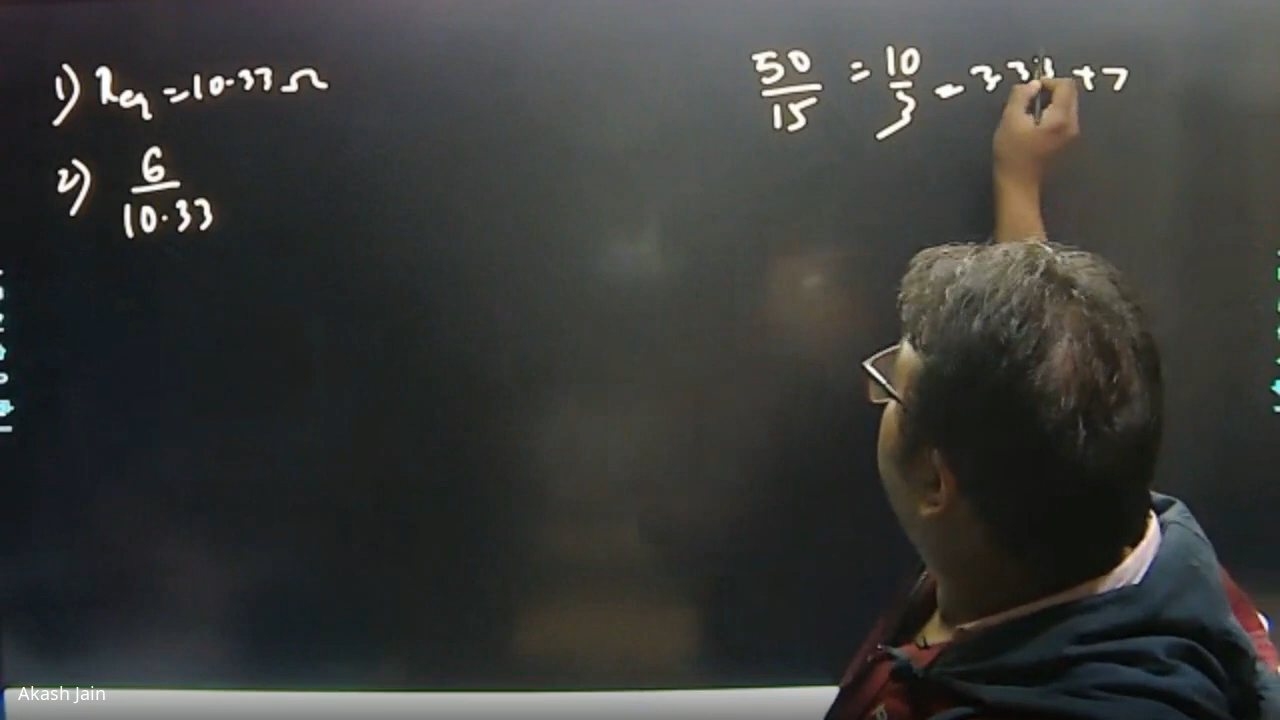 1) Req = 10.33 Ω
2) 6/10.33
50/15 = 10/3 = 3.33 + 7
Akash Jain